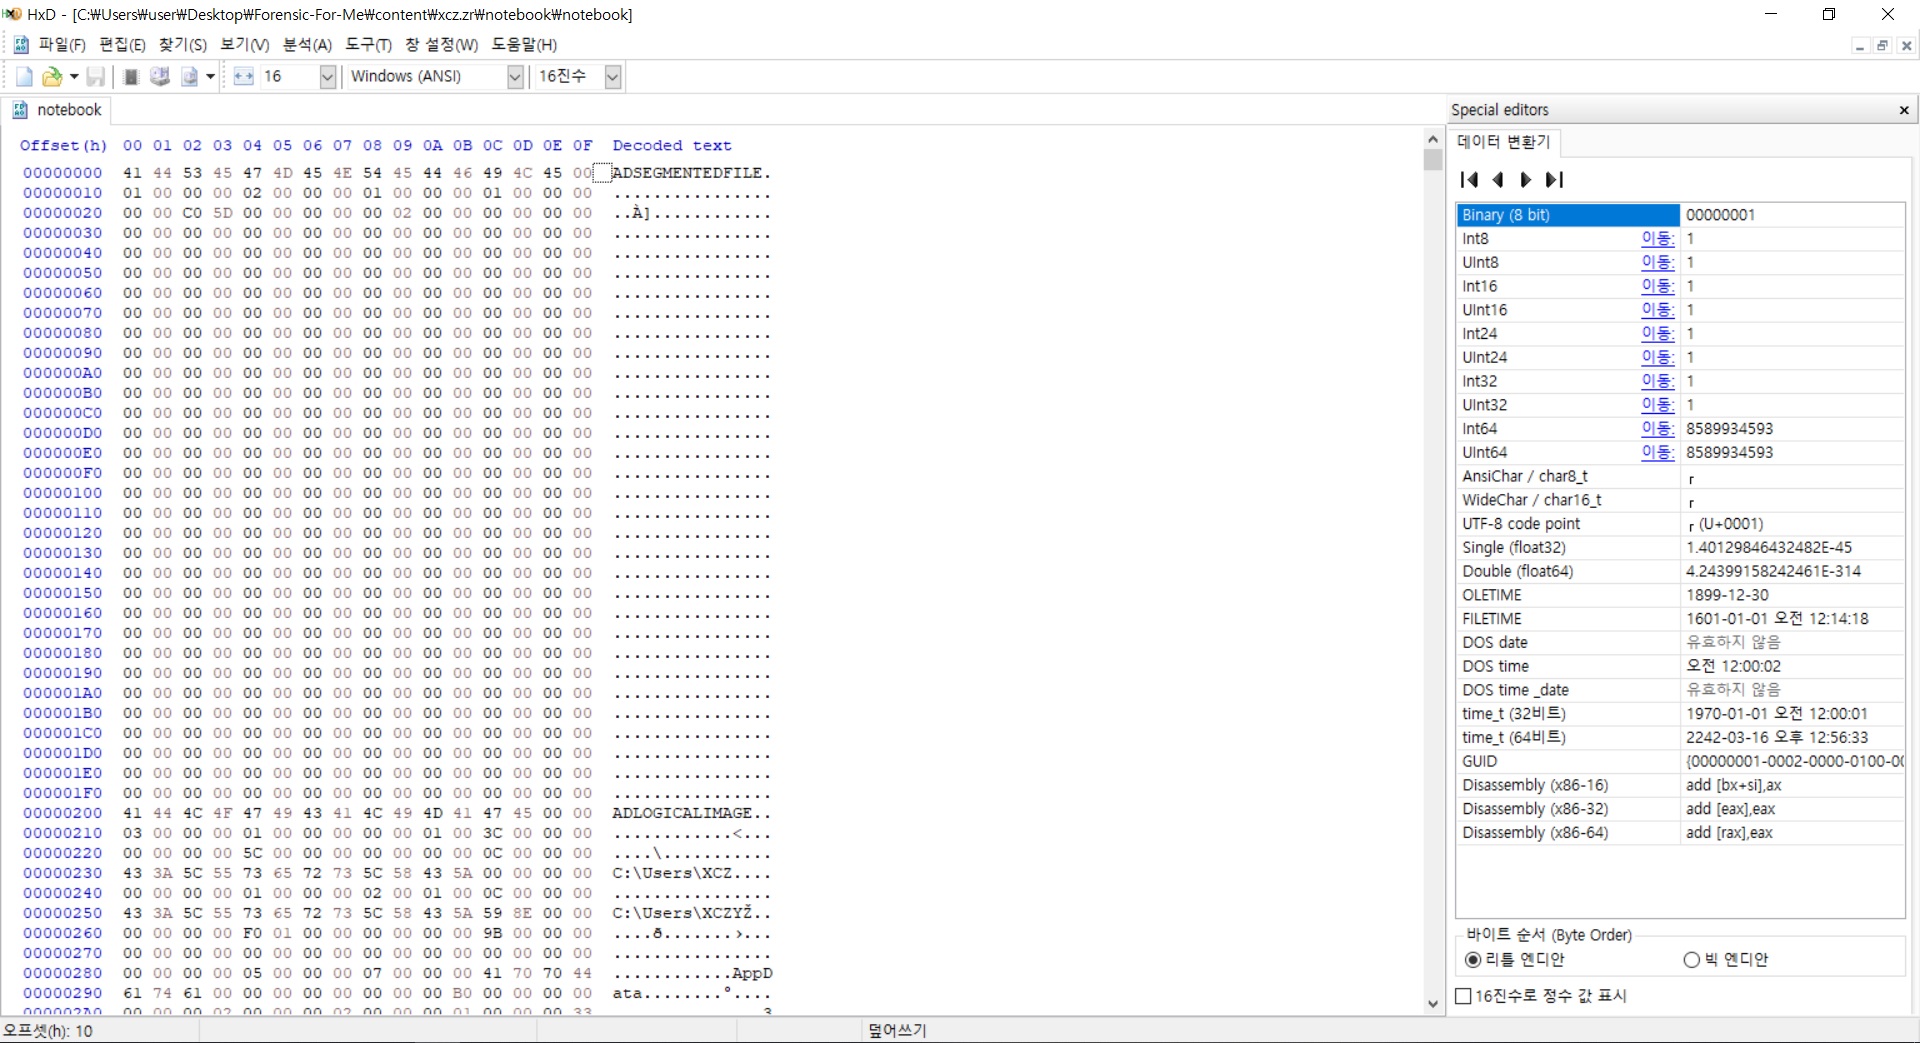 HxD - [C:₩Users₩user₩Desktop₩Forensic-For-Me₩content₩xcz.zr₩notebook₩notebook]
파일(F) 편집(E) 찾기(S) 보기(V) 분석(A) 도구(T) 창 설정(W) 도움말(H)
16 Windows (ANSI) 16진수
notebook
Offset(h) 00 01 02 03 04 05 06 07 08 09 0A 0B 0C 0D 0E 0F Decoded text
00000000 41 44 53 45 47 4D 45 4E 54 45 44 46 49 4C 45 00 ADSEGMENTEDFILE.
00000010 01 00 00 00 02 00 00 00 01 00 00 00 01 00 00 00 ................
00000020 00 00 C0 5D 00 00 00 00 00 02 00 00 00 00 00 00 ..À]............
00000030 00 00 00 00 00 00 00 00 00 00 00 00 00 00 00 00 ................
00000040 00 00 00 00 00 00 00 00 00 00 00 00 00 00 00 00 ................
00000050 00 00 00 00 00 00 00 00 00 00 00 00 00 00 00 00 ................
00000060 00 00 00 00 00 00 00 00 00 00 00 00 00 00 00 00 ................
00000070 00 00 00 00 00 00 00 00 00 00 00 00 00 00 00 00 ................
00000080 00 00 00 00 00 00 00 00 00 00 00 00 00 00 00 00 ................
00000090 00 00 00 00 00 00 00 00 00 00 00 00 00 00 00 00 ................
000000A0 00 00 00 00 00 00 00 00 00 00 00 00 00 00 00 00 ................
000000B0 00 00 00 00 00 00 00 00 00 00 00 00 00 00 00 00 ................
000000C0 00 00 00 00 00 00 00 00 00 00 00 00 00 00 00 00 ................
000000D0 00 00 00 00 00 00 00 00 00 00 00 00 00 00 00 00 ................
000000E0 00 00 00 00 00 00 00 00 00 00 00 00 00 00 00 00 ................
000000F0 00 00 00 00 00 00 00 00 00 00 00 00 00 00 00 00 ................
00000100 00 00 00 00 00 00 00 00 00 00 00 00 00 00 00 00 ................
00000110 00 00 00 00 00 00 00 00 00 00 00 00 00 00 00 00 ................
00000120 00 00 00 00 00 00 00 00 00 00 00 00 00 00 00 00 ................
00000130 00 00 00 00 00 00 00 00 00 00 00 00 00 00 00 00 ................
00000140 00 00 00 00 00 00 00 00 00 00 00 00 00 00 00 00 ................
00000150 00 00 00 00 00 00 00 00 00 00 00 00 00 00 00 00 ................
00000160 00 00 00 00 00 00 00 00 00 00 00 00 00 00 00 00 ................
00000170 00 00 00 00 00 00 00 00 00 00 00 00 00 00 00 00 ................
00000180 00 00 00 00 00 00 00 00 00 00 00 00 00 00 00 00 ................
00000190 00 00 00 00 00 00 00 00 00 00 00 00 00 00 00 00 ................
000001A0 00 00 00 00 00 00 00 00 00 00 00 00 00 00 00 00 ................
000001B0 00 00 00 00 00 00 00 00 00 00 00 00 00 00 00 00 ................
000001C0 00 00 00 00 00 00 00 00 00 00 00 00 00 00 00 00 ................
000001D0 00 00 00 00 00 00 00 00 00 00 00 00 00 00 00 00 ................
000001E0 00 00 00 00 00 00 00 00 00 00 00 00 00 00 00 00 ................
000001F0 00 00 00 00 00 00 00 00 00 00 00 00 00 00 00 00 ................
00000200 41 44 4C 4F 47 49 43 41 4C 49 4D 41 47 45 00 00 ADLOGICALIMAGE..
00000210 03 00 00 00 01 00 00 00 00 00 01 00 3C 00 00 00 ............<...
00000220 00 00 00 00 5C 00 00 00 00 00 00 00 0C 00 00 00 ....\...........
00000230 43 3A 5C 55 73 65 72 73 5C 58 43 5A 00 00 00 00 C:\Users\XCZ....
00000240 00 00 00 00 01 00 00 00 02 00 01 00 0C 00 00 00 ................
00000250 43 3A 5C 55 73 65 72 73 5C 58 43 5A 59 8E 00 00 C:\Users\XCZYŽ..
00000260 00 00 00 00 F0 01 00 00 00 00 00 00 9B 00 00 00 ....ð.......›...
00000270 00 00 00 00 00 00 00 00 00 00 00 00 00 00 00 00 ................
00000280 00 00 00 00 05 00 00 00 07 00 00 00 41 70 70 44 ............AppD
00000290 61 74 61 00 00 00 00 00 00 00 00 B0 00 00 00 00 ata........°....
000002A0 00 00 00 02 00 00 00 02 00 00 00 01 00 00 00 33 ...............3
Special editors
데이터 변환기
Binary (8 bit) 00000001
Int8 이동: 1
UInt8 이동: 1
Int16 이동: 1
UInt16 이동: 1
Int24 이동: 1
UInt24 이동: 1
Int32 이동: 1
UInt32 이동: 1
Int64 이동: 8589934593
UInt64 이동: 8589934593
AnsiChar / char8_t ┌
WideChar / char16_t ┌
UTF-8 code point ┌ (U+0001)
Single (float32) 1.40129846432482E-45
Double (float64) 4.24399158242461E-314
OLETIME 1899-12-30
FILETIME 1601-01-01 오전 12:14:18
DOS date 유효하지 않음
DOS time 오전 12:00:02
DOS time _date 유효하지 않음
time_t (32비트) 1970-01-01 오전 12:00:01
time_t (64비트) 2242-03-16 오후 12:56:33
GUID {00000001-0002-0000-0100-00
Disassembly (x86-16) add [bx+si],ax
Disassembly (x86-32) add [eax],eax
Disassembly (x86-64) add [rax],eax
바이트 순서 (Byte Order)
리틀 엔디안 빅 엔디안
16진수로 정수 값 표시
오프셋(h): 10 덮어쓰기